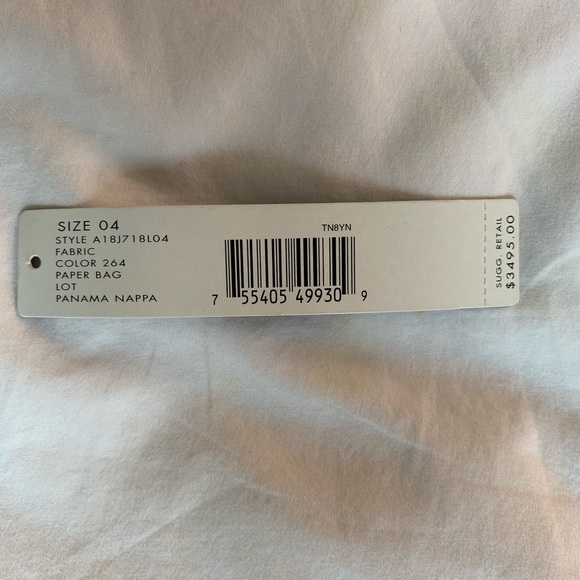 SIZE 04
STYLE A18J718L04
FABRIC
COLOR 264
PAPER BAG
LOT
PANAMA NAPPA
TN8YN
7 55405 49930 9
SUGG. RETAIL
$3495.00